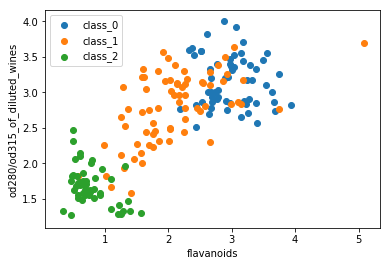 class_0
class_1
class_2
4.0
3.5
3.0
2.5
2.0
1.5
od280/od315_of_diluted_wines
1 2 3 4 5
flavanoids